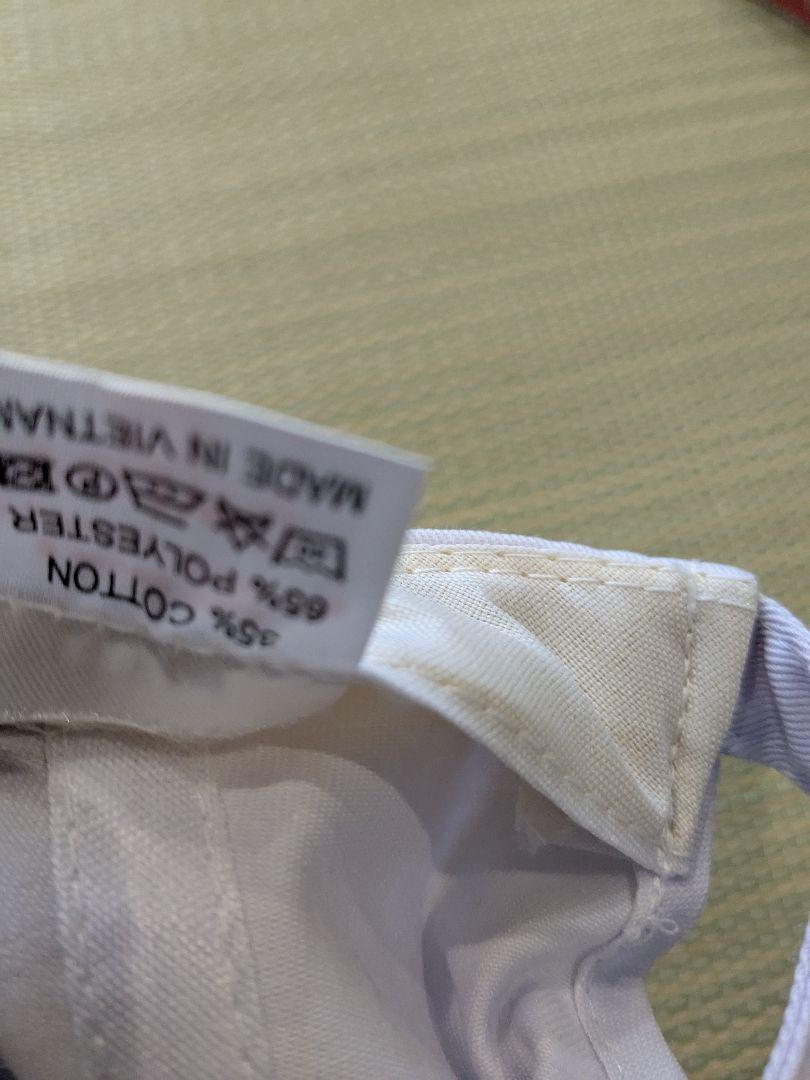 35% COTTON
65% POLYESTER
MADE IN VIETNAM